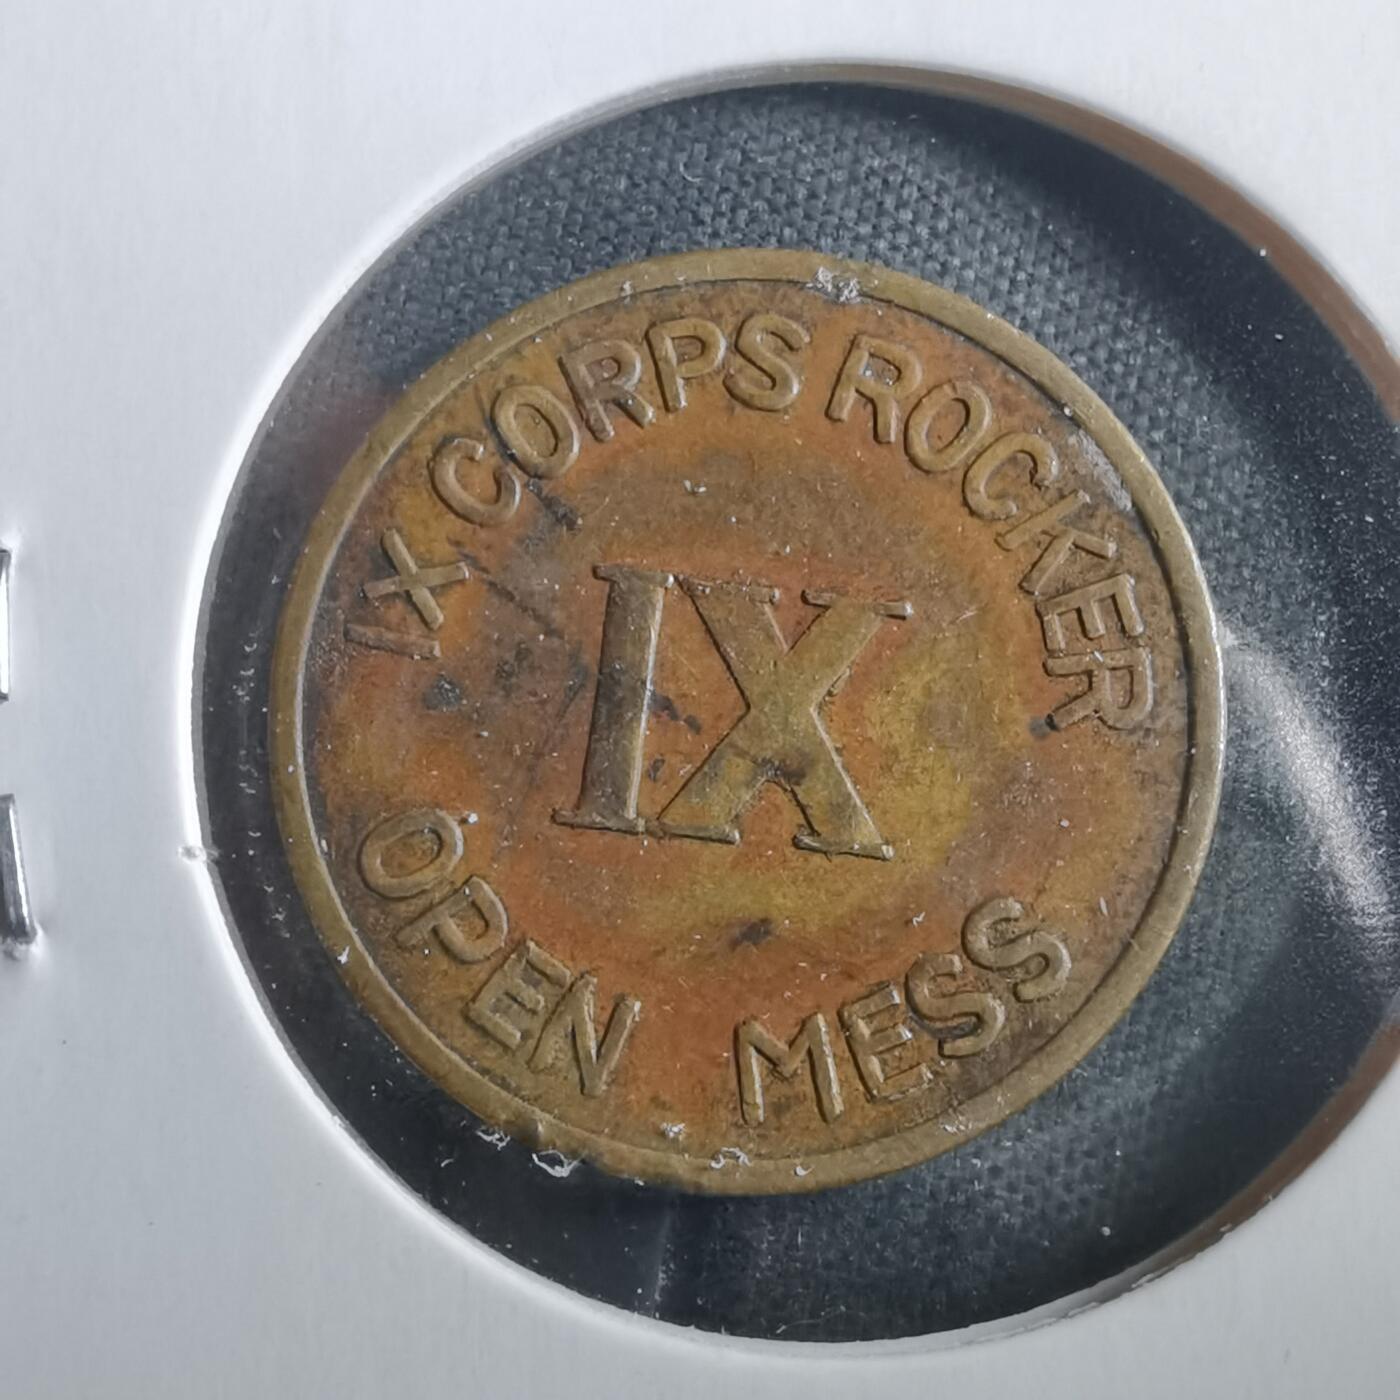 IX CORPS ROCKER
IX
OPEN MESS